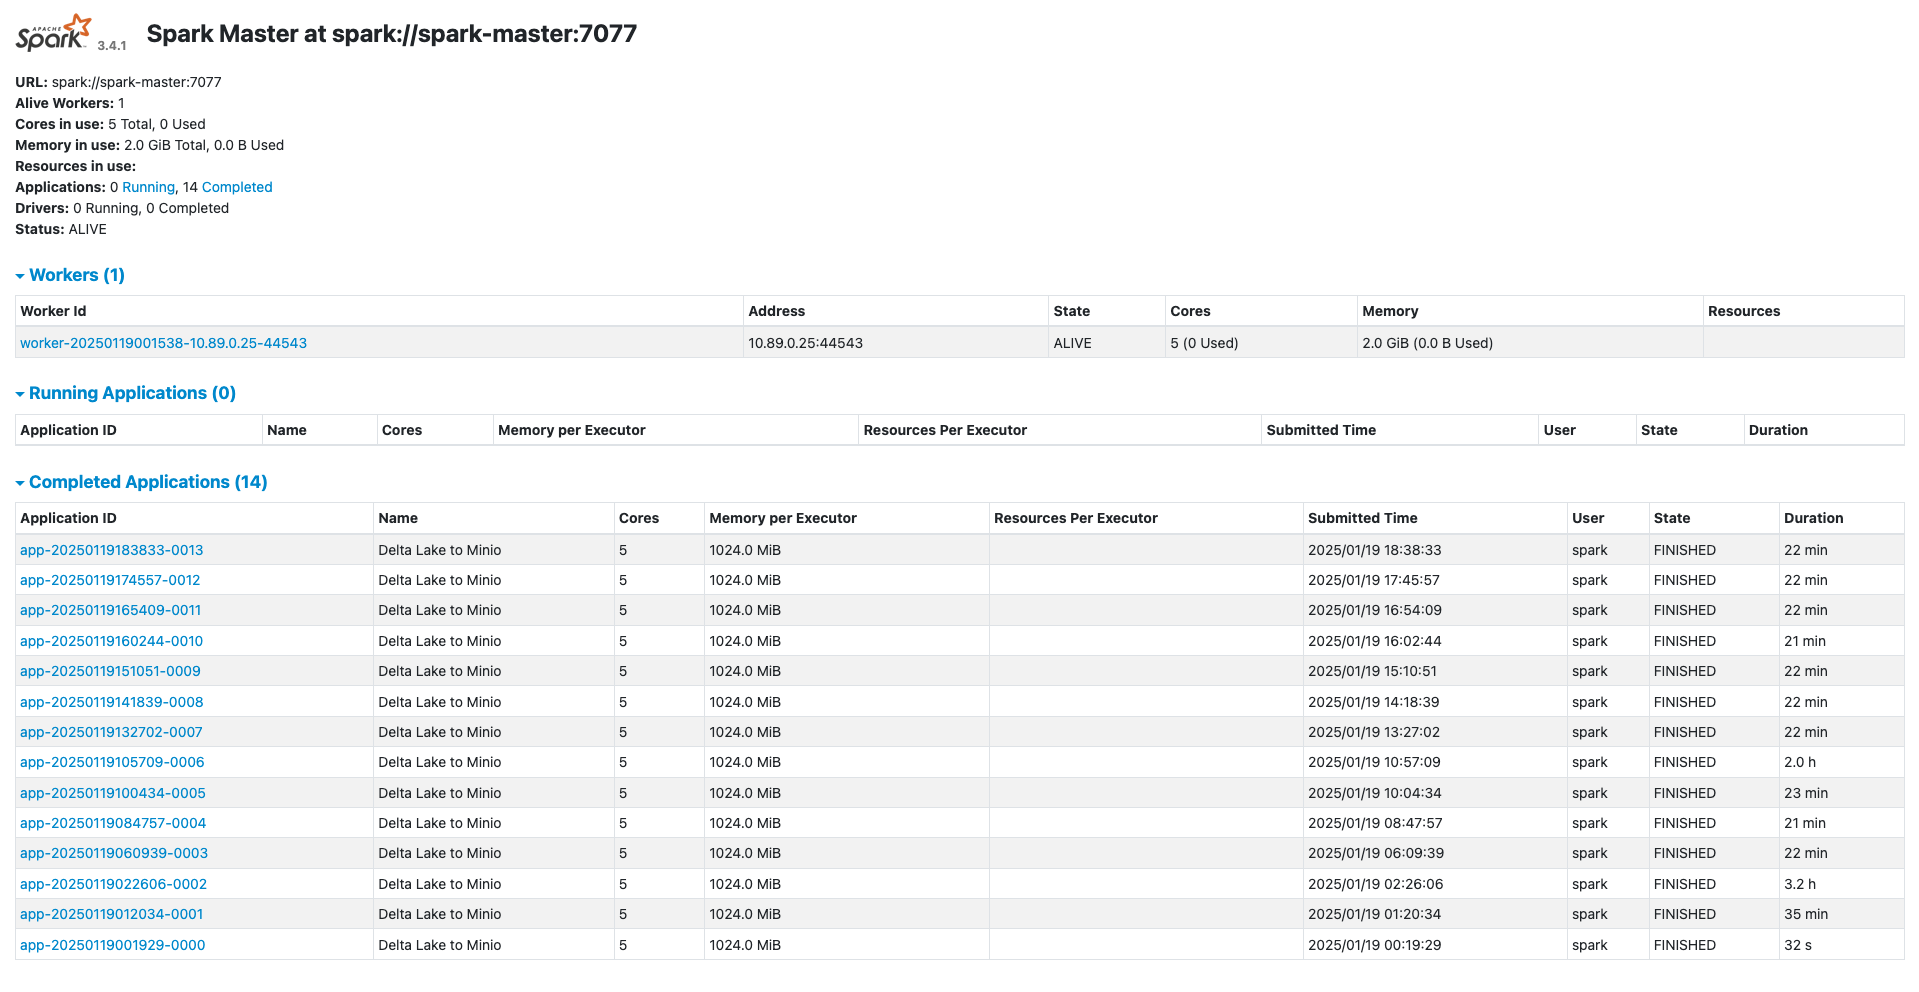 APACHE
Spark 3.4.1 Spark Master at spark://spark-master:7077
URL: spark://spark-master:7077
Alive Workers: 1
Cores in use: 5 Total, 0 Used
Memory in use: 2.0 GiB Total, 0.0 B Used
Resources in use:
Applications: 0 Running, 14 Completed
Drivers: 0 Running, 0 Completed
Status: ALIVE
Workers (1)
Worker Id Address State Cores Memory Resources
worker-20250119001538-10.89.0.25-44543 10.89.0.25:44543 ALIVE 5 (0 Used) 2.0 GiB (0.0 B Used)
Running Applications (0)
Application ID Name Cores Memory per Executor Resources Per Executor Submitted Time User State Duration
Completed Applications (14)
Application ID Name Cores Memory per Executor Resources Per Executor Submitted Time User State Duration
app-20250119183833-0013 Delta Lake to Minio 5 1024.0 MiB 2025/01/19 18:38:33 spark FINISHED 22 min
app-20250119174557-0012 Delta Lake to Minio 5 1024.0 MiB 2025/01/19 17:45:57 spark FINISHED 22 min
app-20250119165409-0011 Delta Lake to Minio 5 1024.0 MiB 2025/01/19 16:54:09 spark FINISHED 22 min
app-20250119160244-0010 Delta Lake to Minio 5 1024.0 MiB 2025/01/19 16:02:44 spark FINISHED 21 min
app-20250119151051-0009 Delta Lake to Minio 5 1024.0 MiB 2025/01/19 15:10:51 spark FINISHED 22 min
app-20250119141839-0008 Delta Lake to Minio 5 1024.0 MiB 2025/01/19 14:18:39 spark FINISHED 22 min
app-20250119132702-0007 Delta Lake to Minio 5 1024.0 MiB 2025/01/19 13:27:02 spark FINISHED 22 min
app-20250119105709-0006 Delta Lake to Minio 5 1024.0 MiB 2025/01/19 10:57:09 spark FINISHED 2.0 h
app-20250119100434-0005 Delta Lake to Minio 5 1024.0 MiB 2025/01/19 10:04:34 spark FINISHED 23 min
app-20250119084757-0004 Delta Lake to Minio 5 1024.0 MiB 2025/01/19 08:47:57 spark FINISHED 21 min
app-20250119060939-0003 Delta Lake to Minio 5 1024.0 MiB 2025/01/19 06:09:39 spark FINISHED 22 min
app-20250119022606-0002 Delta Lake to Minio 5 1024.0 MiB 2025/01/19 02:26:06 spark FINISHED 3.2 h
app-20250119012034-0001 Delta Lake to Minio 5 1024.0 MiB 2025/01/19 01:20:34 spark FINISHED 35 min
app-20250119001929-0000 Delta Lake to Minio 5 1024.0 MiB 2025/01/19 00:19:29 spark FINISHED 32 s